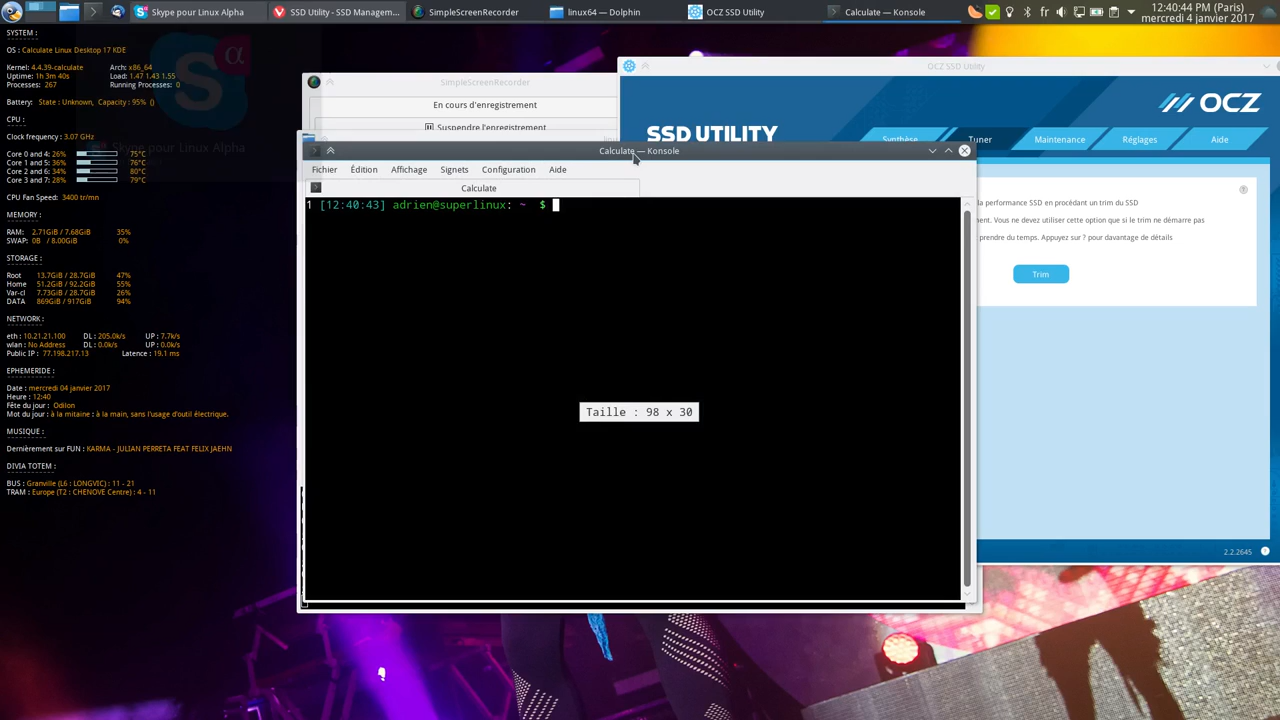 Skype pour Linux Alpha
SSD Utility - SSD Managem...
SimpleScreenRecorder
linux64 — Dolphin
OCZ SSD Utility
Calculate — Konsole
fr
12:40:44 (Paris)
mercredi 4 janvier 2017
SYSTEM :
OS : Calculate Linux Desktop 17 KDE
Kernel: 4.4.39-calculate Arch: x86_64
Uptime: 1h 3m 40s Load: 1.47 1.43 1.55
Processes: 267 Running Processes: 0
Battery: State : Unknown, Capacity : 95% ()
CPU :
Clock frequency : 3.07 GHz
Core 0 and 4: 26% 75°C
Core 1 and 5: 36% 76°C
Core 2 and 6: 34% 80°C
Core 3 and 7: 28% 79°C
CPU Fan Speed: 3400 tr/mn
MEMORY :
RAM: 2.71GiB / 7.68GiB 35%
SWAP: 0B / 8.00GiB 0%
STORAGE :
Root 13.7GiB / 28.7GiB 47%
Home 51.2GiB / 92.2GiB 55%
Var-cl 7.73GiB / 28.7GiB 26%
DATA 869GiB / 917GiB 94%
NETWORK :
eth : 10.21.21.100 DL : 205.0k/s UP : 7.7k/s
wlan : No Address DL : 0.0k/s UP : 0.0k/s
Public IP : 77.198.217.13 Latence : 19.1 ms
EPHEMERIDE :
Date : mercredi 04 janvier 2017
Heure : 12:40
Fête du jour : Odilon
Mot du jour : à la mitaine : à la main, sans l'usage d'outil électrique.
MUSIQUE :
Dernièrement sur FUN : KARMA - JULIAN PERRETA FEAT FELIX JAEHN
DIVIA TOTEM :
BUS : Granville (L6 : LONGVIC) : 11 - 21
TRAM : Europe (T2 : CHENOVE Centre) : 4 - 11
Skype pour Linux Alpha
SimpleScreenRecorder
En cours d'enregistrement
Suspendre l'enregistrement
OCZ SSD Utility
OCZ
SSD UTILITY
Synthèse
Tuner
Maintenance
Réglages
Aide
la performance SSD en procédant un trim du SSD
ment. Vous ne devez utiliser cette option que si le trim ne démarre pas
prendre du temps. Appuyez sur ? pour davantage de détails
Trim
2.2.2645
Calculate — Konsole
Fichier Édition Affichage Signets Configuration Aide
Calculate
1 [12:40:43] adrien@superlinux: ~ $
Taille : 98 x 30